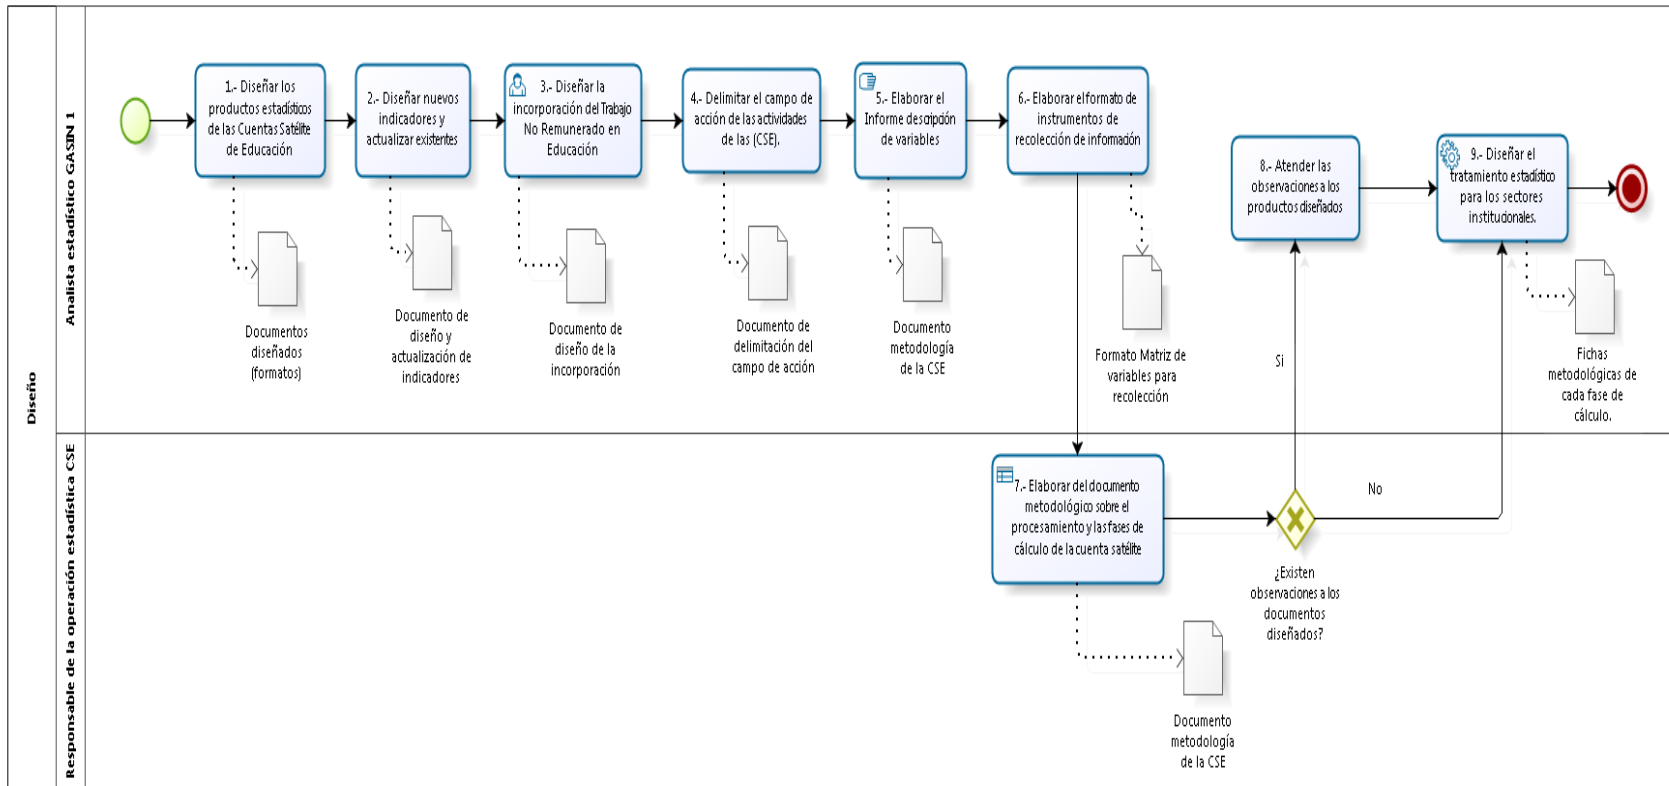 Diseño
Analista estadístico GASIN 1
1.- Diseñar los
productos estadísticos
de las Cuentas Satélite
de Educación
2.- Diseñar nuevos
indicadores y
actualizar existentes
3.- Diseñar la
incorporación del Trabajo
No Remunerado en
Educación
4.- Delimitar el campo de
acción de las actividades
de las (CSE).
5.- Elaborar el
Informe descripción
de variables
6.- Elaborar el formato de
instrumentos de
recolección de información
8.- Atender las
observaciones a los
productos diseñados
9.- Diseñar el
tratamiento estadístico
para los sectores
institucionales.
Documentos
diseñados
(formatos)
Documento de
diseño y
actualización de
indicadores
Documento de
diseño de la
incorporación
Documento de
delimitación del
campo de acción
Documento
metodología
de la CSE
Formato Matriz de
variables para
recolección
Si
Fichas
metodológicas de
cada fase de
cálculo.
Responsable de la operación estadística CSE
7.- Elaborar del documento
metodológico sobre el
procesamiento y las fases de
cálculo de la cuenta satélite
No
¿Existen
observaciones a los
documentos
diseñados?
Documento
metodología
de la CSE